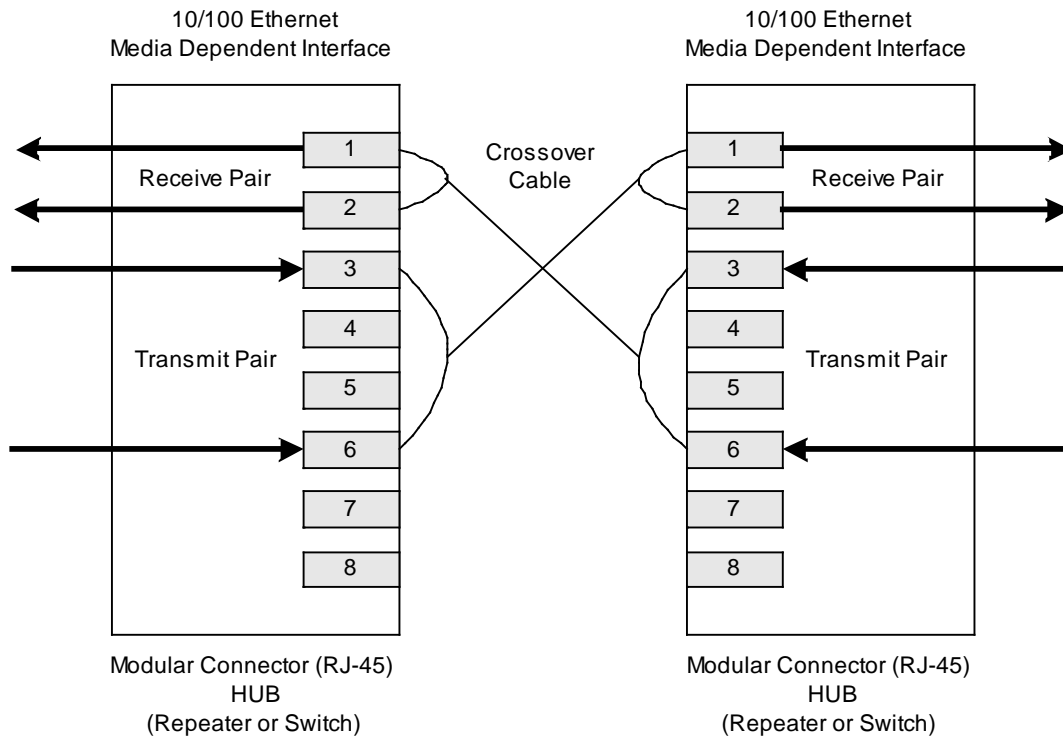 10/100 Ethernet
Media Dependent Interface
10/100 Ethernet
Media Dependent Interface
Crossover
Cable
1
Receive Pair
2
3
4
Transmit Pair
5
6
7
8
1
Receive Pair
2
3
4
Transmit Pair
5
6
7
8
Modular Connector (RJ-45)
HUB
(Repeater or Switch)
Modular Connector (RJ-45)
HUB
(Repeater or Switch)